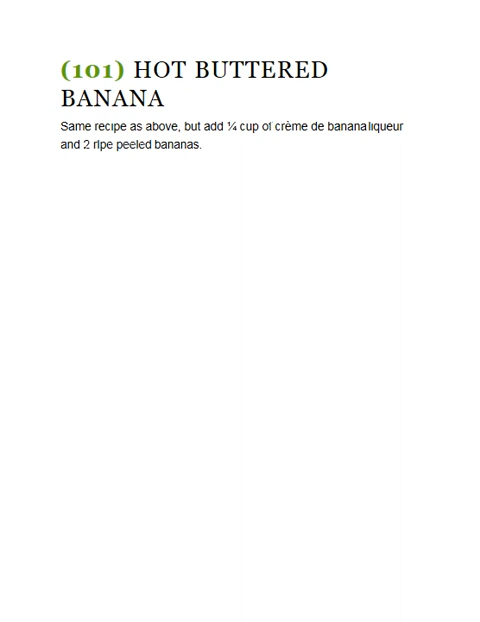 (101) HOT BUTTERED
BANANA
Same recipe as above, but add ¼ cup of crème de banana liqueur
and 2 ripe peeled bananas.